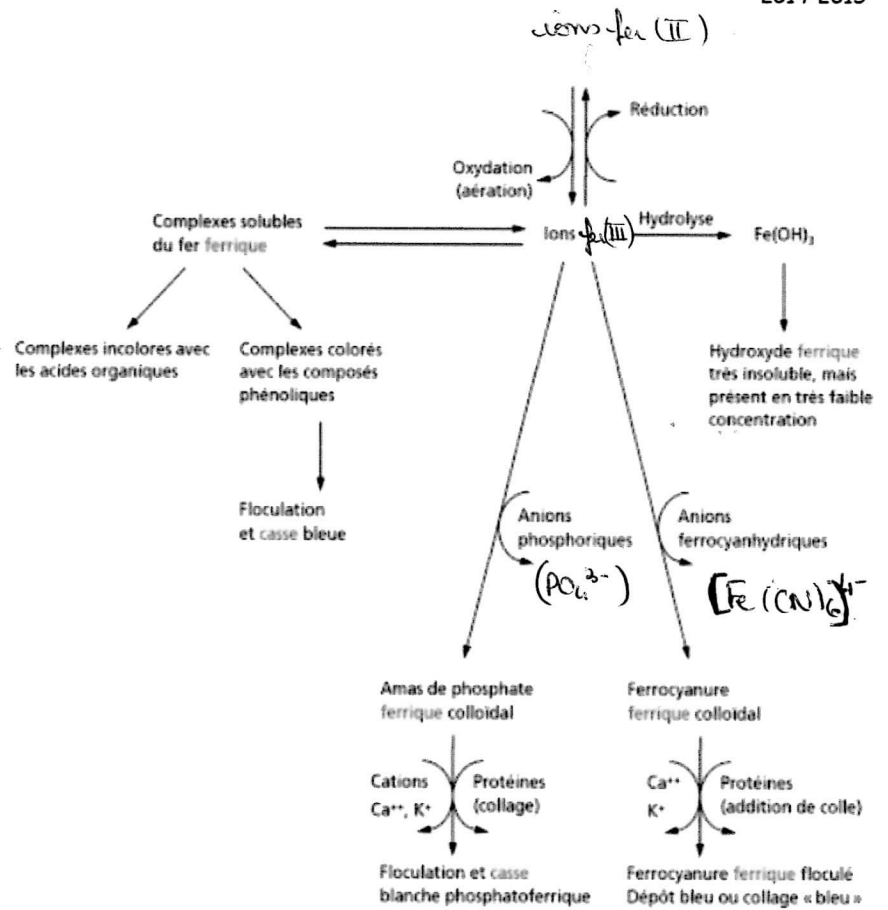 ions fer (II)
Réduction
Oxydation
(aération)
Complexes solubles
du fer ferrique
Ions fer (III)
Hydrolyse
Fe(OH)₃
Complexes incolores avec
les acides organiques
Complexes colorés
avec les composés
phénoliques
Hydroxyde ferrique
très insoluble, mais
présent en très faible
concentration
Floculation
et casse bleue
Anions
phosphoriques
(PO₄³⁻)
Anions
ferrocyanhydriques
[Fe(CN)₆]⁴⁻
Amas de phosphate
ferrique colloïdal
Ferrocyanure
ferrique colloïdal
Cations
Ca⁺⁺, K⁺
Protéines
(collage)
Ca⁺⁺
K⁺
Protéines
(addition de colle)
Floculation et casse
blanche phosphatoferrique
Ferrocyanure ferrique floculé
Dépôt bleu ou collage « bleu »